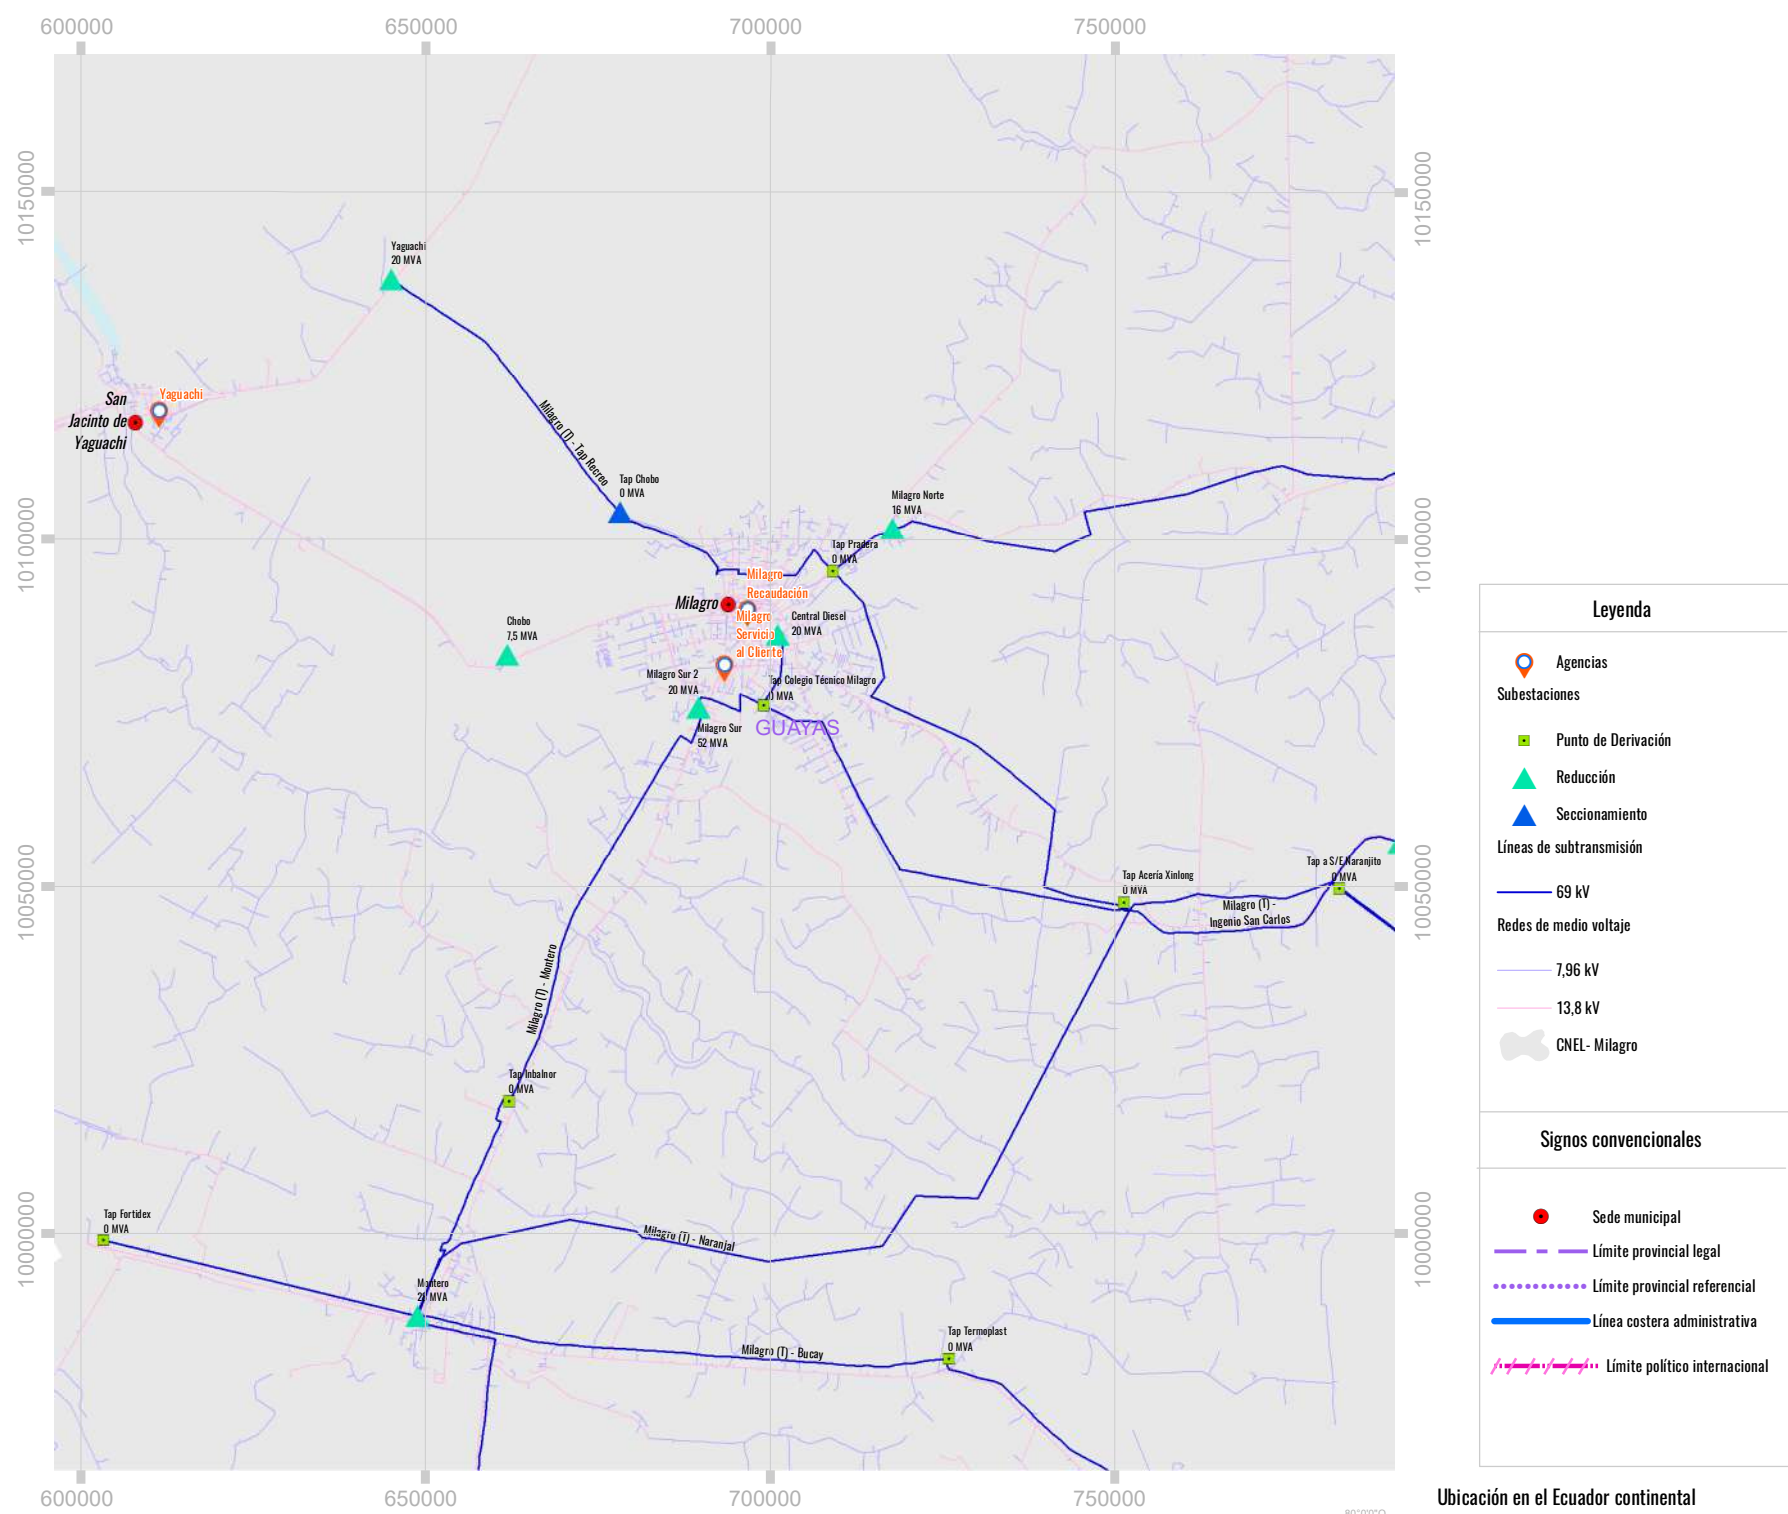 600000
650000
700000
750000
10150000
10150000
Yaguachi
20 MVA
Yaguachi
San
Jacinto de
Yaguachi
Milagro (T) - Tap Recreo
Tap Chobo
0 MVA
Milagro Norte
16 MVA
10100000
10100000
Tap Pradera
0 MVA
Milagro
Recaudación
Milagro
Milagro
Servicio
al Cliente
Central Diesel
20 MVA
Chobo
7,5 MVA
Milagro Sur 2
20 MVA
Tap Colegio Técnico Milagro
0 MVA
Milagro Sur
52 MVA
GUAYAS
10050000
10050000
Tap a S/E Naranjito
0 MVA
Tap Acería Xinlong
0 MVA
Milagro (T) -
Ingenio San Carlos
Milagro (T) - Montero
Tap Inbalnor
0 MVA
Tap Fortidex
0 MVA
10000000
10000000
Milagro (T) - Naranjal
Montero
MVA
Tap Termoplast
0 MVA
Milagro (T) - Bucay
600000
650000
700000
750000
Leyenda
Agencias
Subestaciones
Punto de Derivación
Reducción
Seccionamiento
Líneas de subtransmisión
69 kV
Redes de medio voltaje
7,96 kV
13,8 kV
CNEL- Milagro
Signos convencionales
Sede municipal
Límite provincial legal
Límite provincial referencial
Línea costera administrativa
Límite político internacional
Ubicación en el Ecuador continental